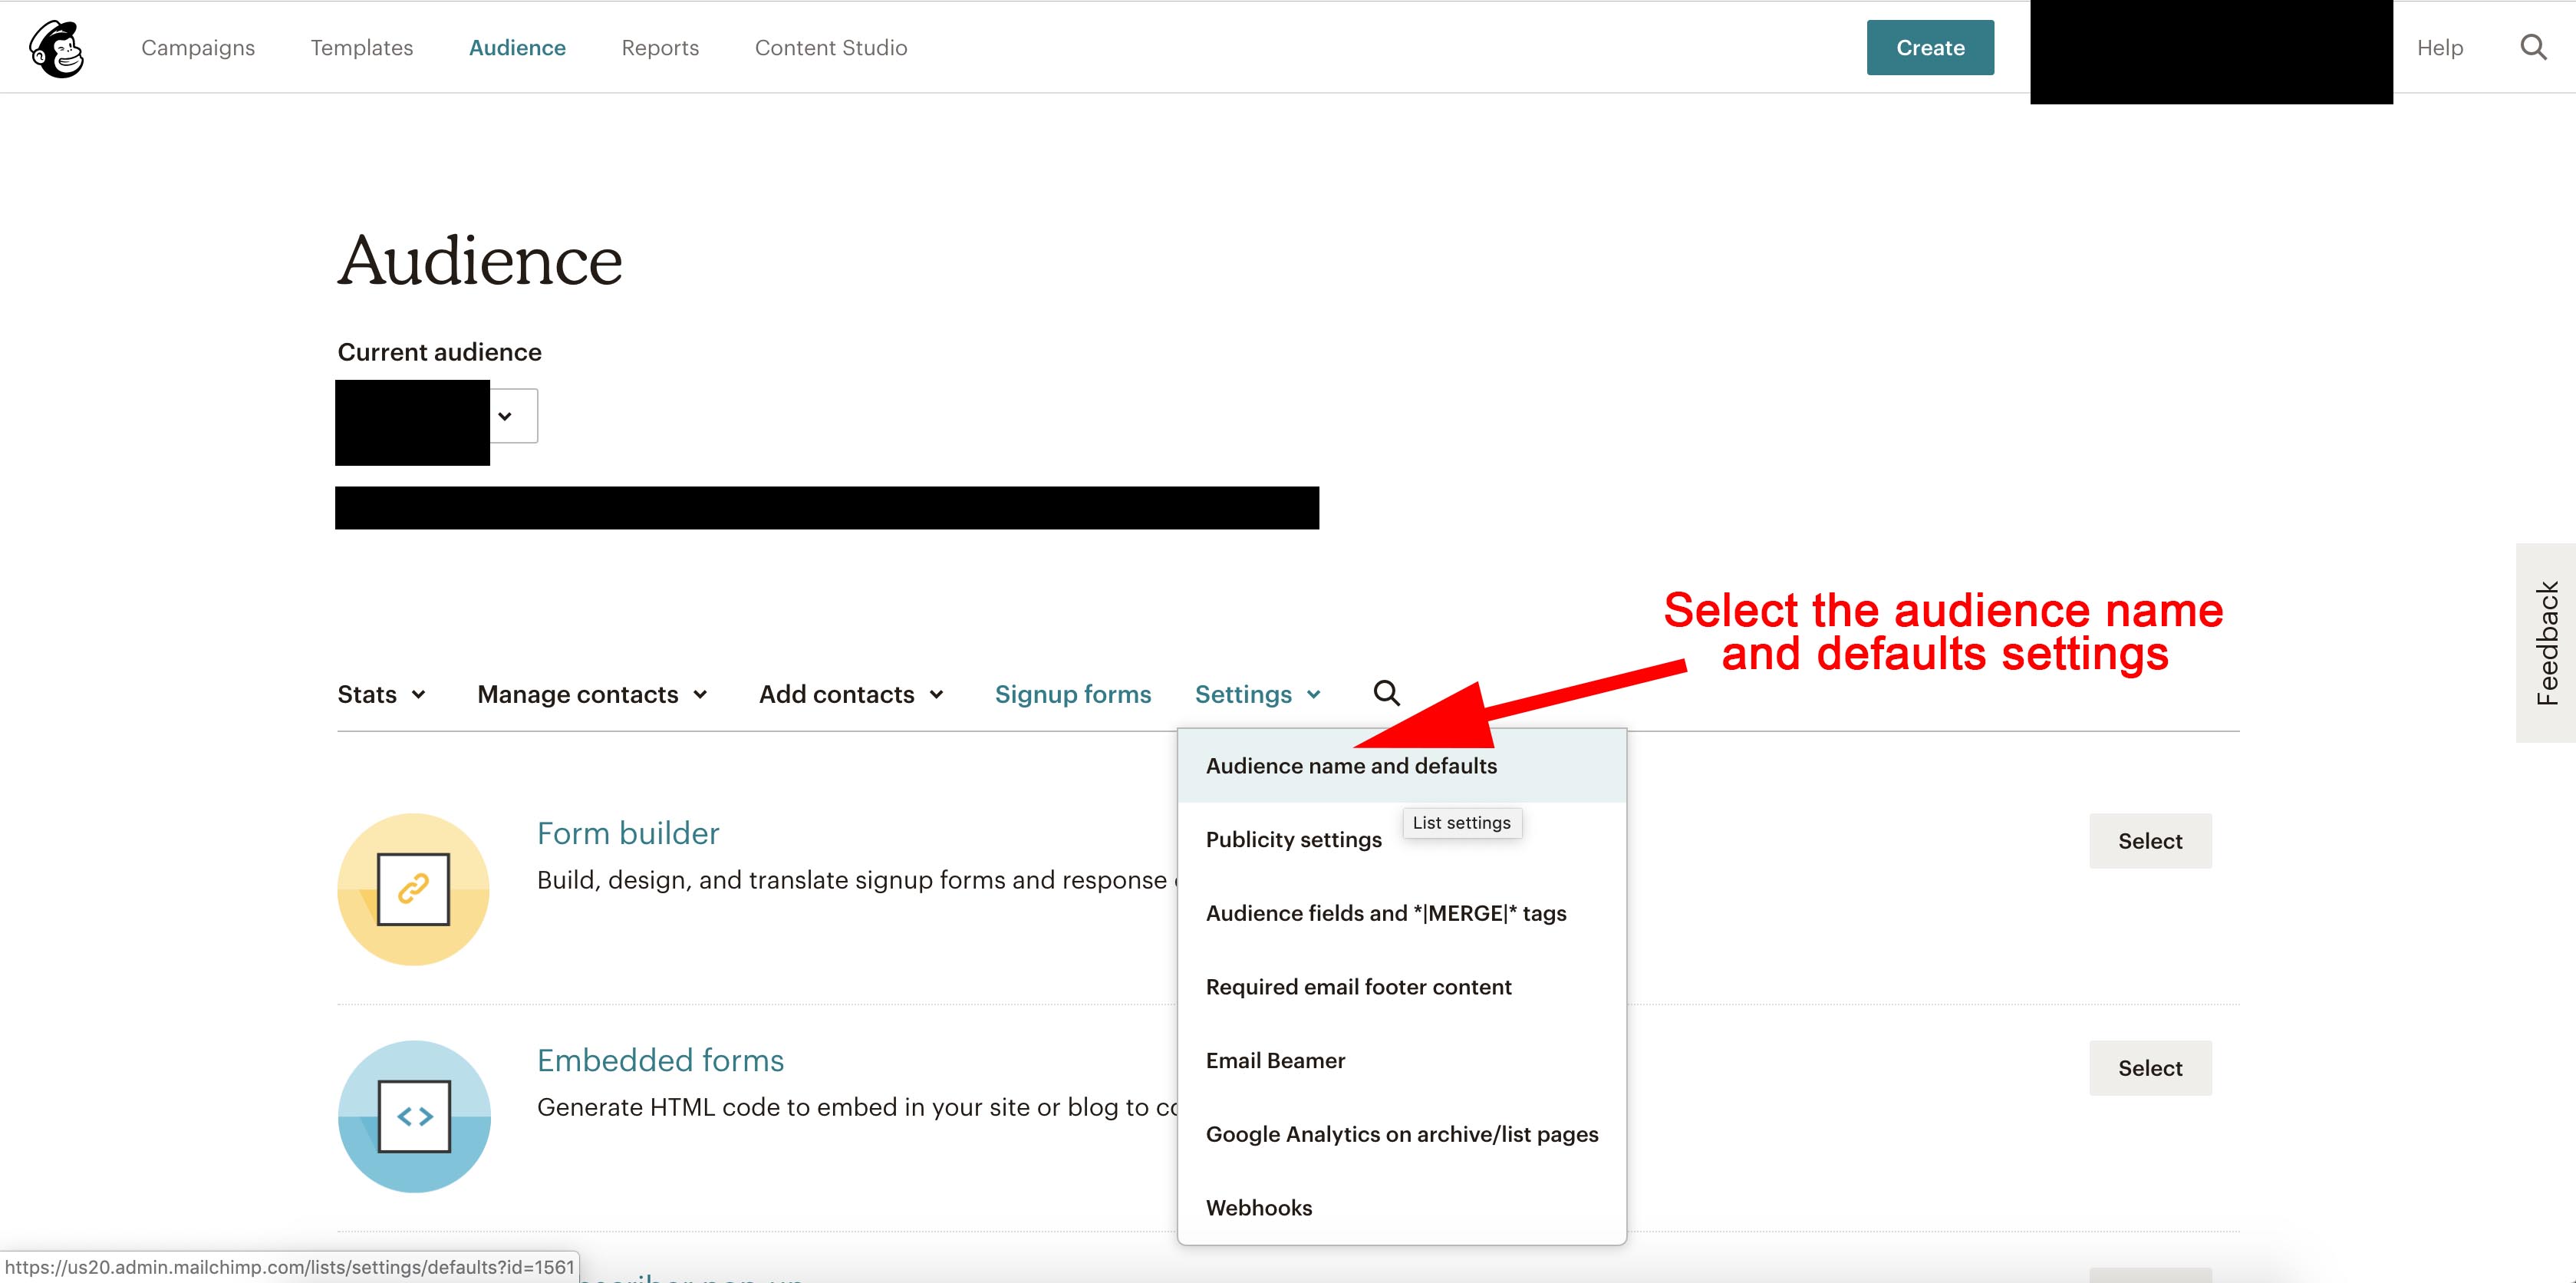 Campaigns Templates Audience Reports Content Studio Create Help
Audience
Current audience
Select the audience name
and defaults settings
Feedback
Stats Manage contacts Add contacts Signup forms Settings
Audience name and defaults
List settings
Publicity settings
Audience fields and *|MERGE|* tags
Required email footer content
Email Beamer
Google Analytics on archive/list pages
Webhooks
Form builder
Build, design, and translate signup forms and response
Select
Embedded forms
Generate HTML code to embed in your site or blog to
Select
https://us20.admin.mailchimp.com/lists/settings/defaults?id=1561